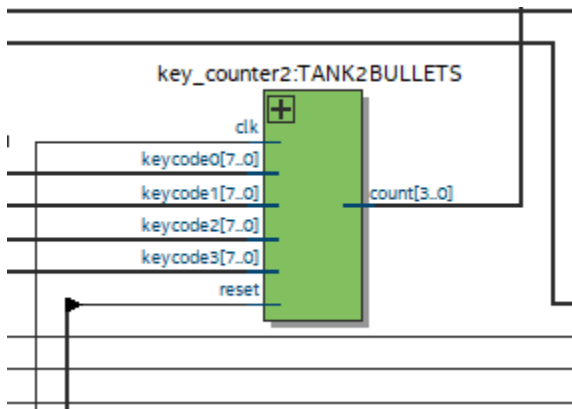 key_counter2:TANK2BULLETS
clk
keycode0[7..0]
keycode1[7..0]
count[3..0]
keycode2[7..0]
keycode3[7..0]
reset